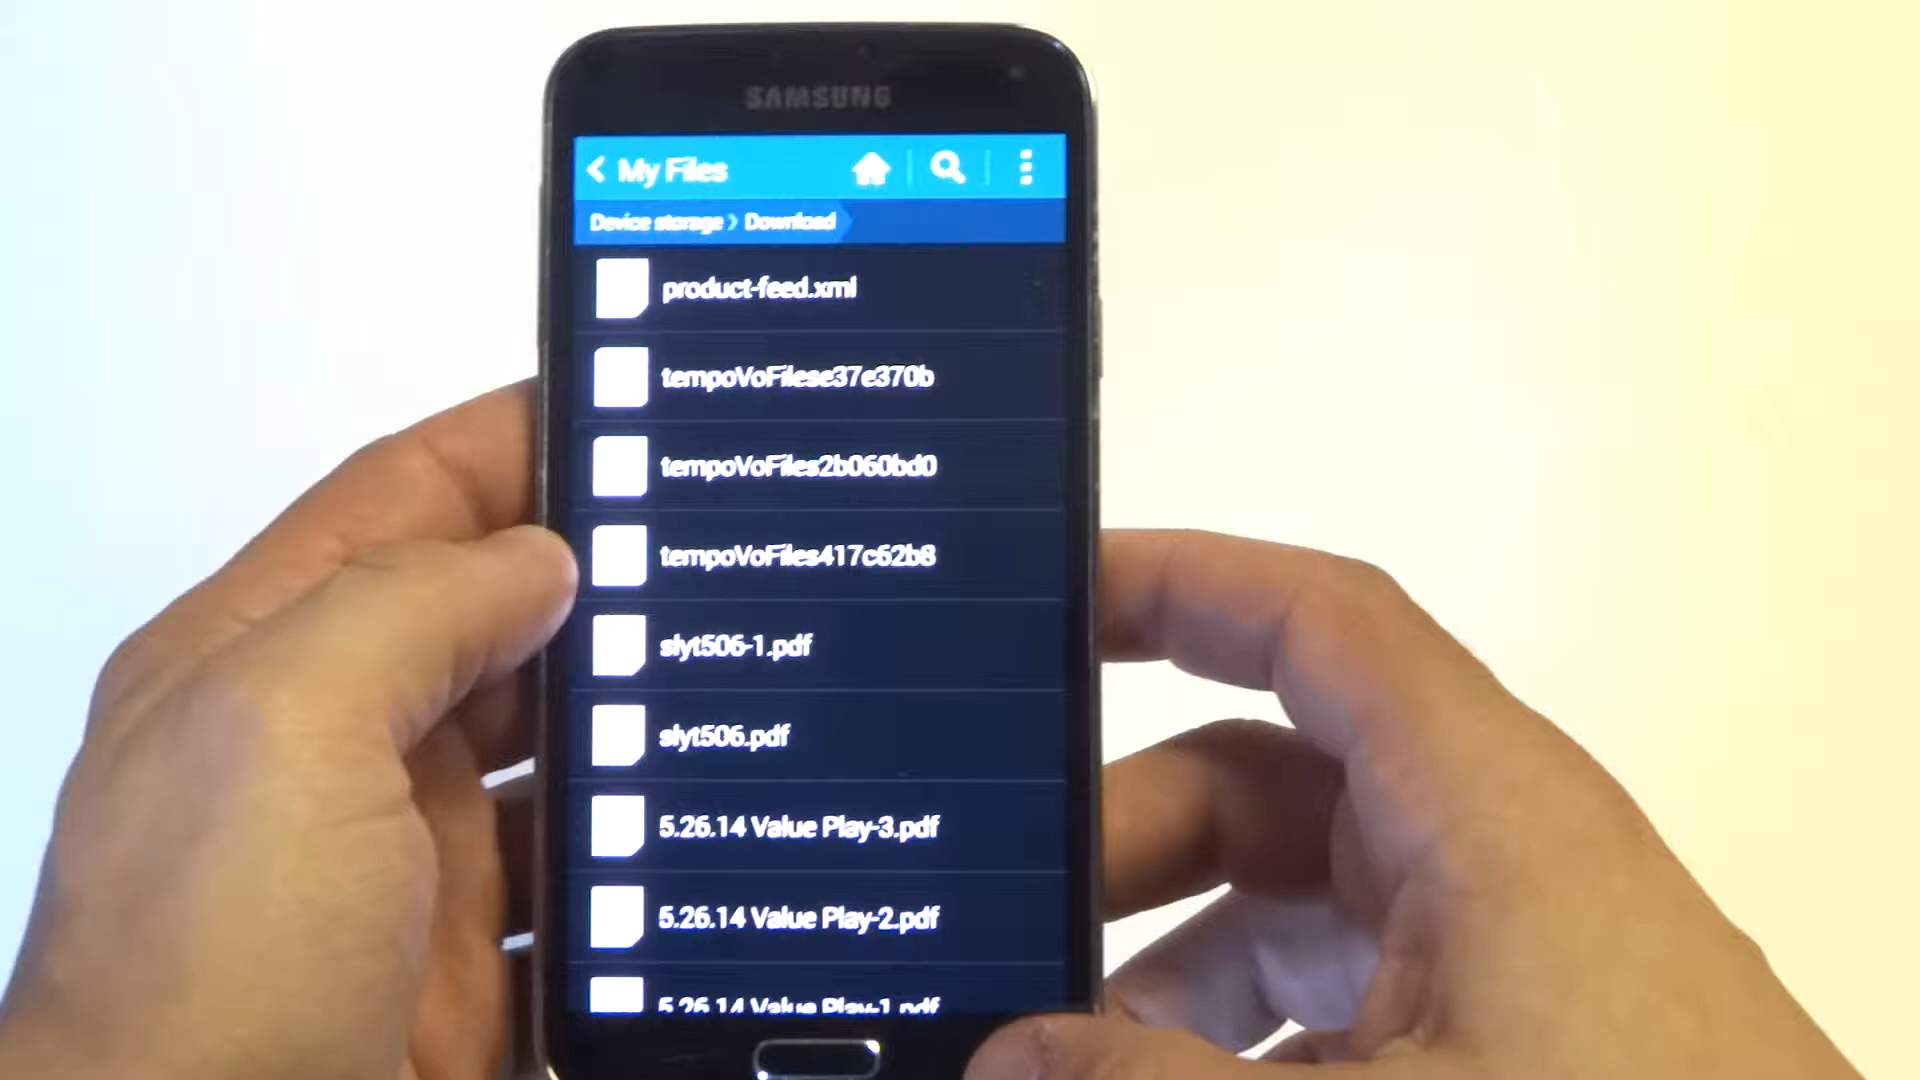 SAMSUNG
My Files
Device storage > Download
product-feed.xml
tempoVoFilese37e370b
tempoVoFiles2b060bd0
tempoVoFiles417c62b8
slyt506-1.pdf
slyt506.pdf
5.26.14 Value Play-3.pdf
5.26.14 Value Play-2.pdf
5.26.14 Value Play-1.pdf